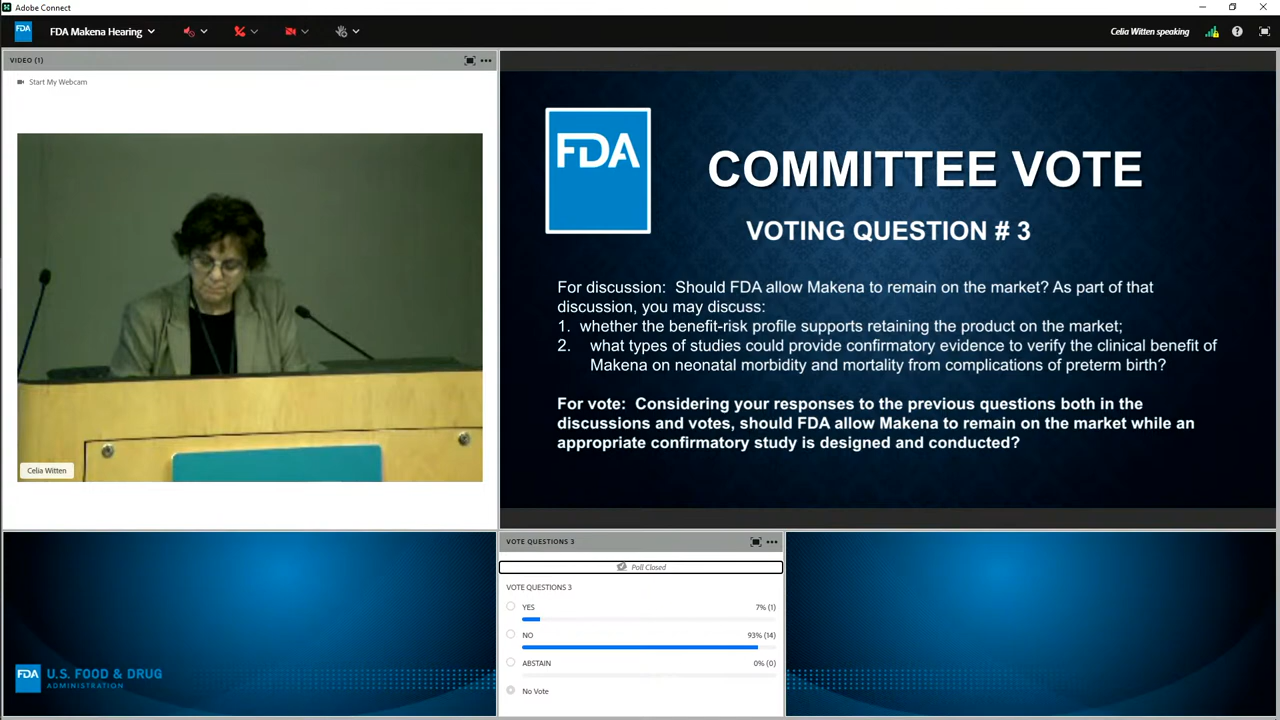 Adobe Connect
FDA
FDA Makena Hearing
Celia Witten speaking
VIDEO (1)
Start My Webcam
Celia Witten
FDA
COMMITTEE VOTE
VOTING QUESTION # 3
For discussion: Should FDA allow Makena to remain on the market? As part of that
discussion, you may discuss:
1. whether the benefit-risk profile supports retaining the product on the market;
2. what types of studies could provide confirmatory evidence to verify the clinical benefit of
Makena on neonatal morbidity and mortality from complications of preterm birth?
For vote: Considering your responses to the previous questions both in the
discussions and votes, should FDA allow Makena to remain on the market while an
appropriate confirmatory study is designed and conducted?
VOTE QUESTIONS 3
Poll Closed
VOTE QUESTIONS 3
YES 7% (1)
NO 93% (14)
ABSTAIN 0% (0)
No Vote
FDA U.S. FOOD & DRUG
ADMINISTRATION